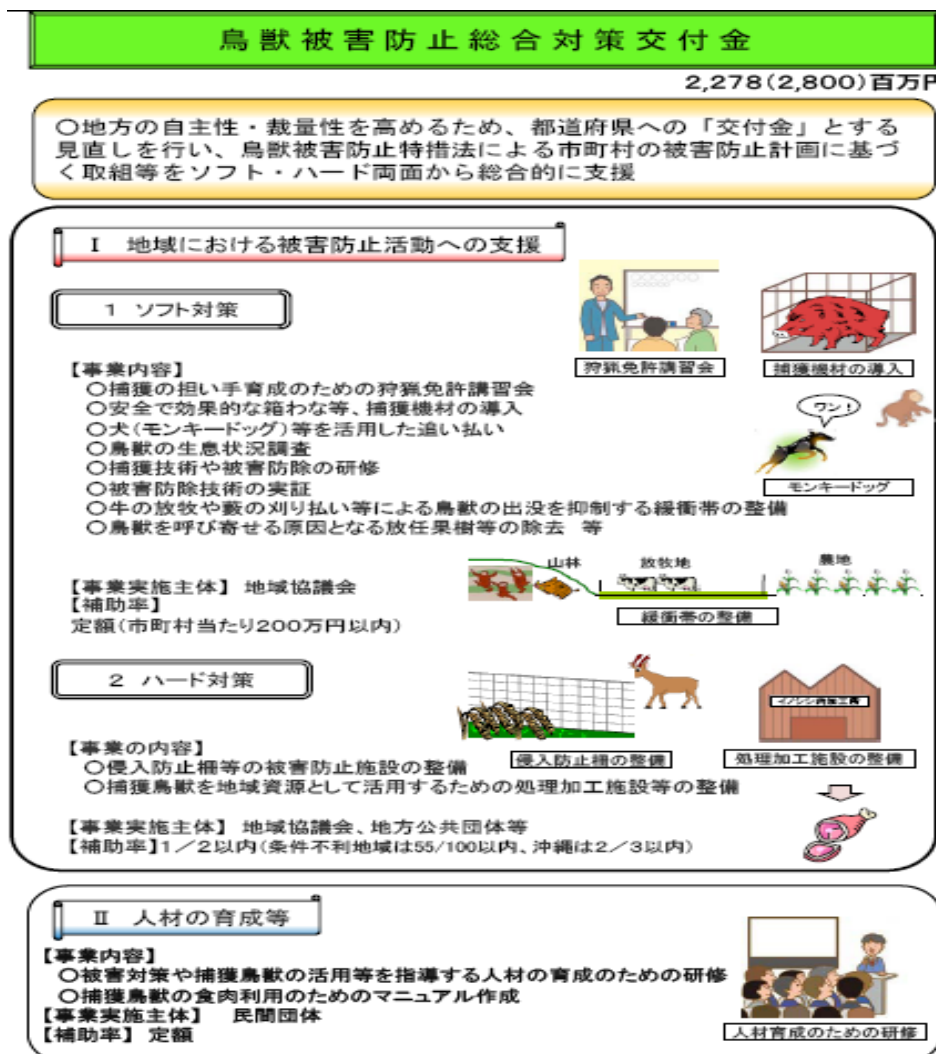 鳥獣被害防止総合対策交付金
2,278(2,800)百万円
〇地方の自主性・裁量性を高めるため、都道府県への「交付金」とする
見直しを行い、鳥獣被害防止特措法による市町村の被害防止計画に基づ
く取組等をソフト・ハード両面から総合的に支援
Ⅰ 地域における被害防止活動への支援
1 ソフト対策
狩猟免許講習会
捕獲機材の導入
【事業内容】
〇捕獲の担い手育成のための狩猟免許講習会
〇安全で効果的な箱わな等、捕獲機材の導入
〇犬(モンキードッグ)等を活用した追い払い
〇鳥獣の生息状況調査
〇捕獲技術や被害防除の研修
〇被害防除技術の実証
〇牛の放牧や藪の刈り払い等による鳥獣の出没を抑制する緩衝帯の整備
〇鳥獣を呼び寄せる原因となる放任果樹等の除去 等
ワン!
モンキードッグ
山林
放牧地
農地
緩衝帯の整備
【事業実施主体】 地域協議会
【補助率】
定額(市町村当たり200万円以内)
2 ハード対策
侵入防止柵の整備
イノシシ肉加工場
処理加工施設の整備
【事業の内容】
〇侵入防止柵等の被害防止施設の整備
〇捕獲鳥獣を地域資源として活用するための処理加工施設等の整備
【事業実施主体】 地域協議会、地方公共団体等
【補助率】1/2以内(条件不利地域は55/100以内、沖縄は2/3以内)
Ⅱ 人材の育成等
【事業内容】
〇被害対策や捕獲鳥獣の活用等を指導する人材の育成のための研修
〇捕獲鳥獣の食肉利用のためのマニュアル作成
【事業実施主体】 民間団体
【補助率】 定額
人材育成のための研修